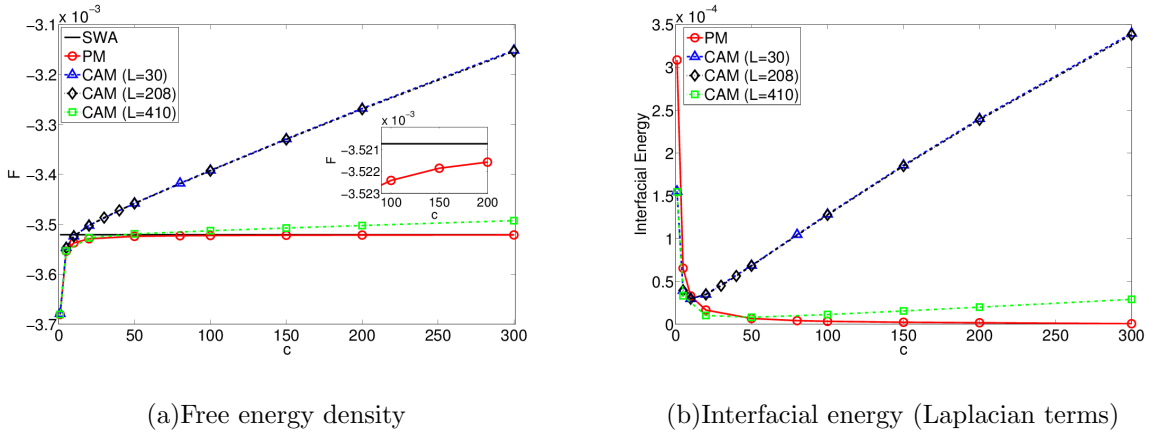 x 10⁻³
−3.1
−3.2
−3.3
−3.4
−3.5
−3.6
−3.7
F
SWA
PM
CAM (L=30)
CAM (L=208)
CAM (L=410)
x 10⁻³
−3.521
−3.522
−3.523
F
100 150 200
c
0 50 100 150 200 250 300
c
(a)Free energy density
x 10⁻⁴
3.5
3
2.5
2
1.5
1
0.5
0
Interfacial Energy
PM
CAM (L=30)
CAM (L=208)
CAM (L=410)
0 50 100 150 200 250 300
c
(b)Interfacial energy (Laplacian terms)